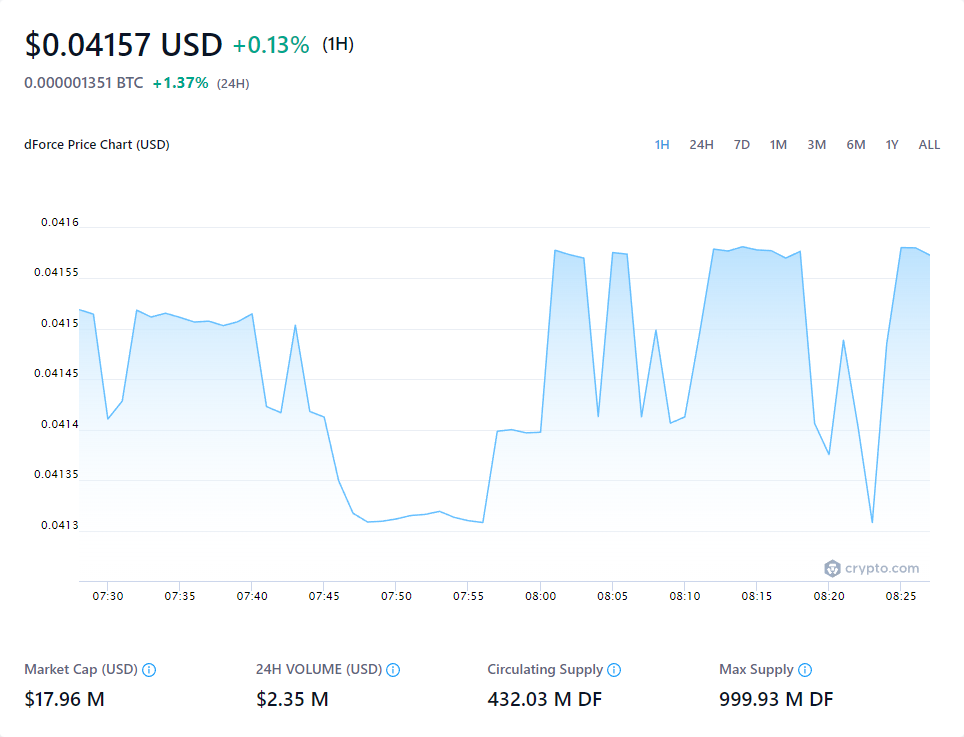 $0.04157 USD +0.13% (1H)
0.000001351 BTC +1.37% (24H)
dForce Price Chart (USD) 1H 24H 7D 1M 3M 6M 1Y ALL
0.0416
0.04155
0.0415
0.04145
0.0414
0.04135
0.0413
crypto.com
07:30 07:35 07:40 07:45 07:50 07:55 08:00 08:05 08:10 08:15 08:20 08:25
Market Cap (USD) 24H VOLUME (USD) Circulating Supply Max Supply
$17.96 M $2.35 M 432.03 M DF 999.93 M DF